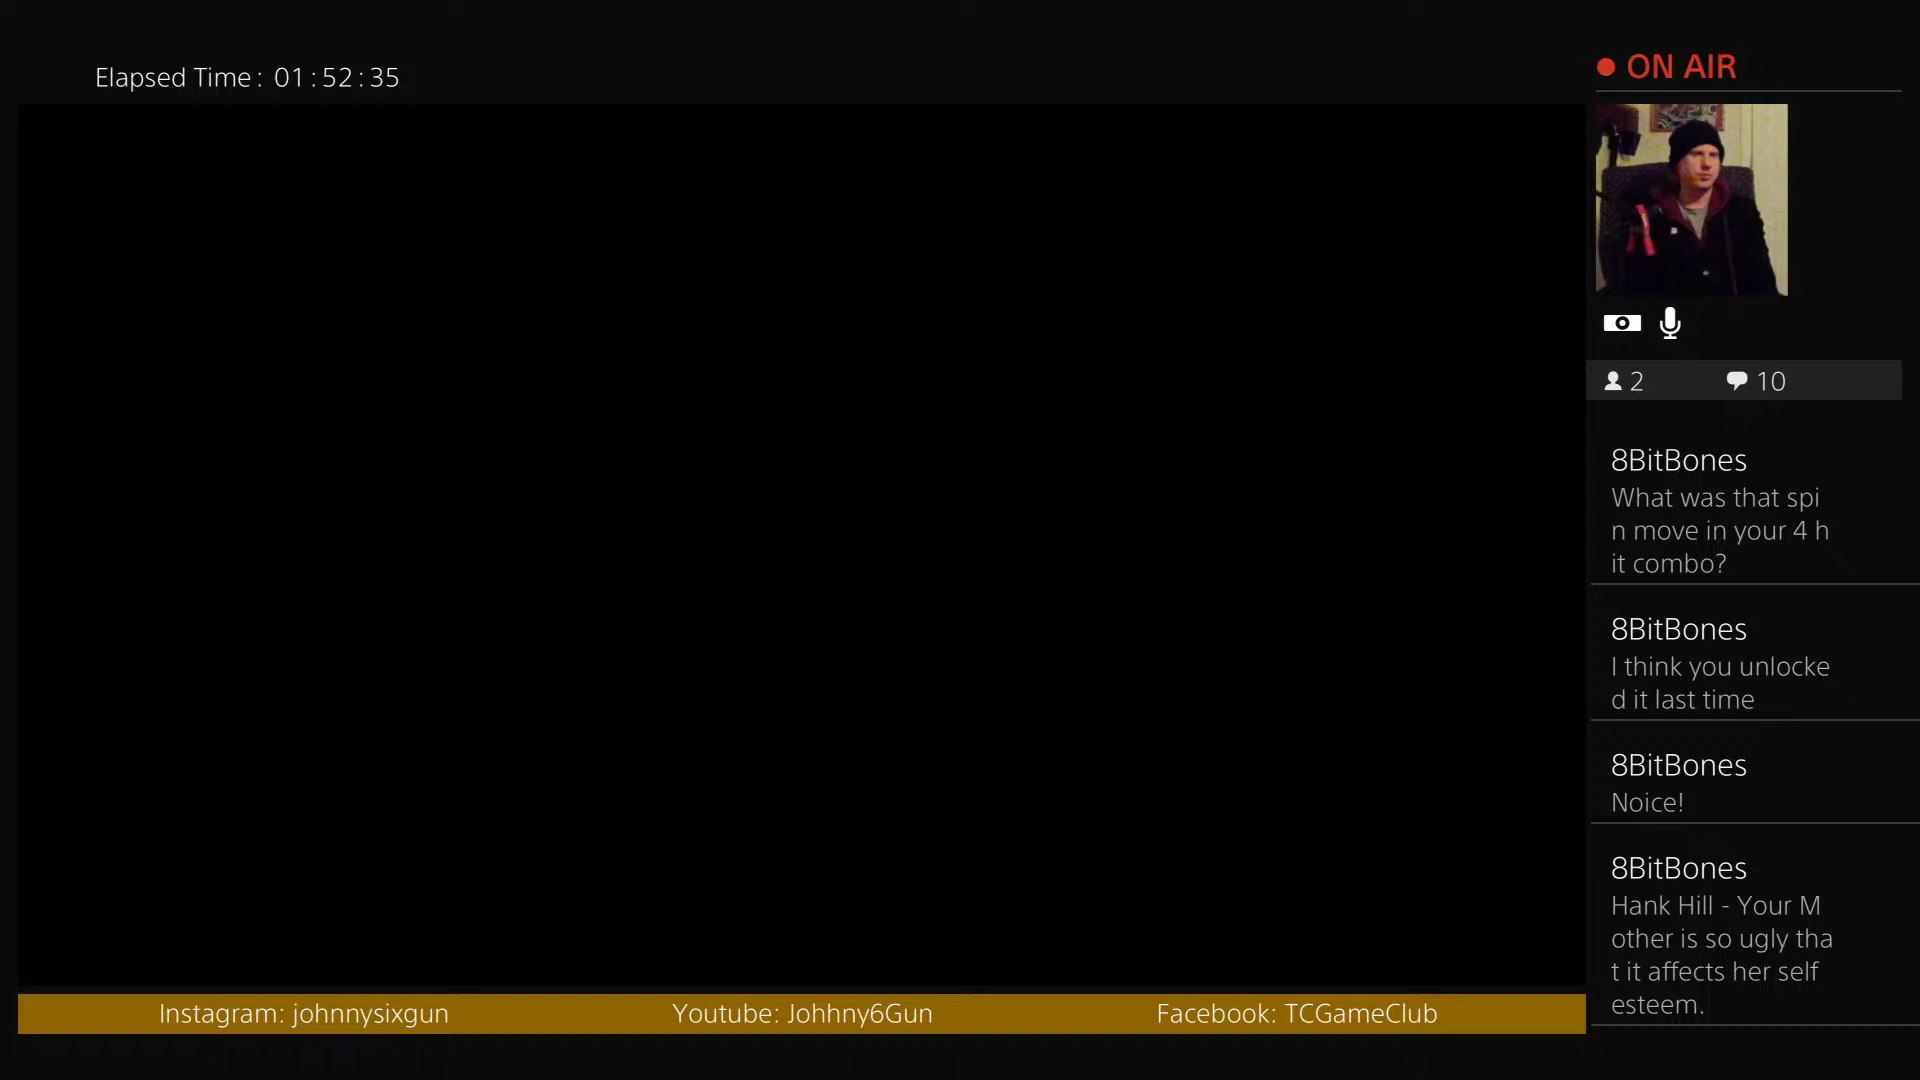 Elapsed Time: 01:52:35
ON AIR
2
10
8BitBones
What was that spi
n move in your 4 h
it combo?
8BitBones
I think you unlocke
d it last time
8BitBones
Noice!
8BitBones
Hank Hill - Your M
other is so ugly tha
t it affects her self
esteem.
Instagram: johnnysixgun
Youtube: Johhny6Gun
Facebook: TCGameClub